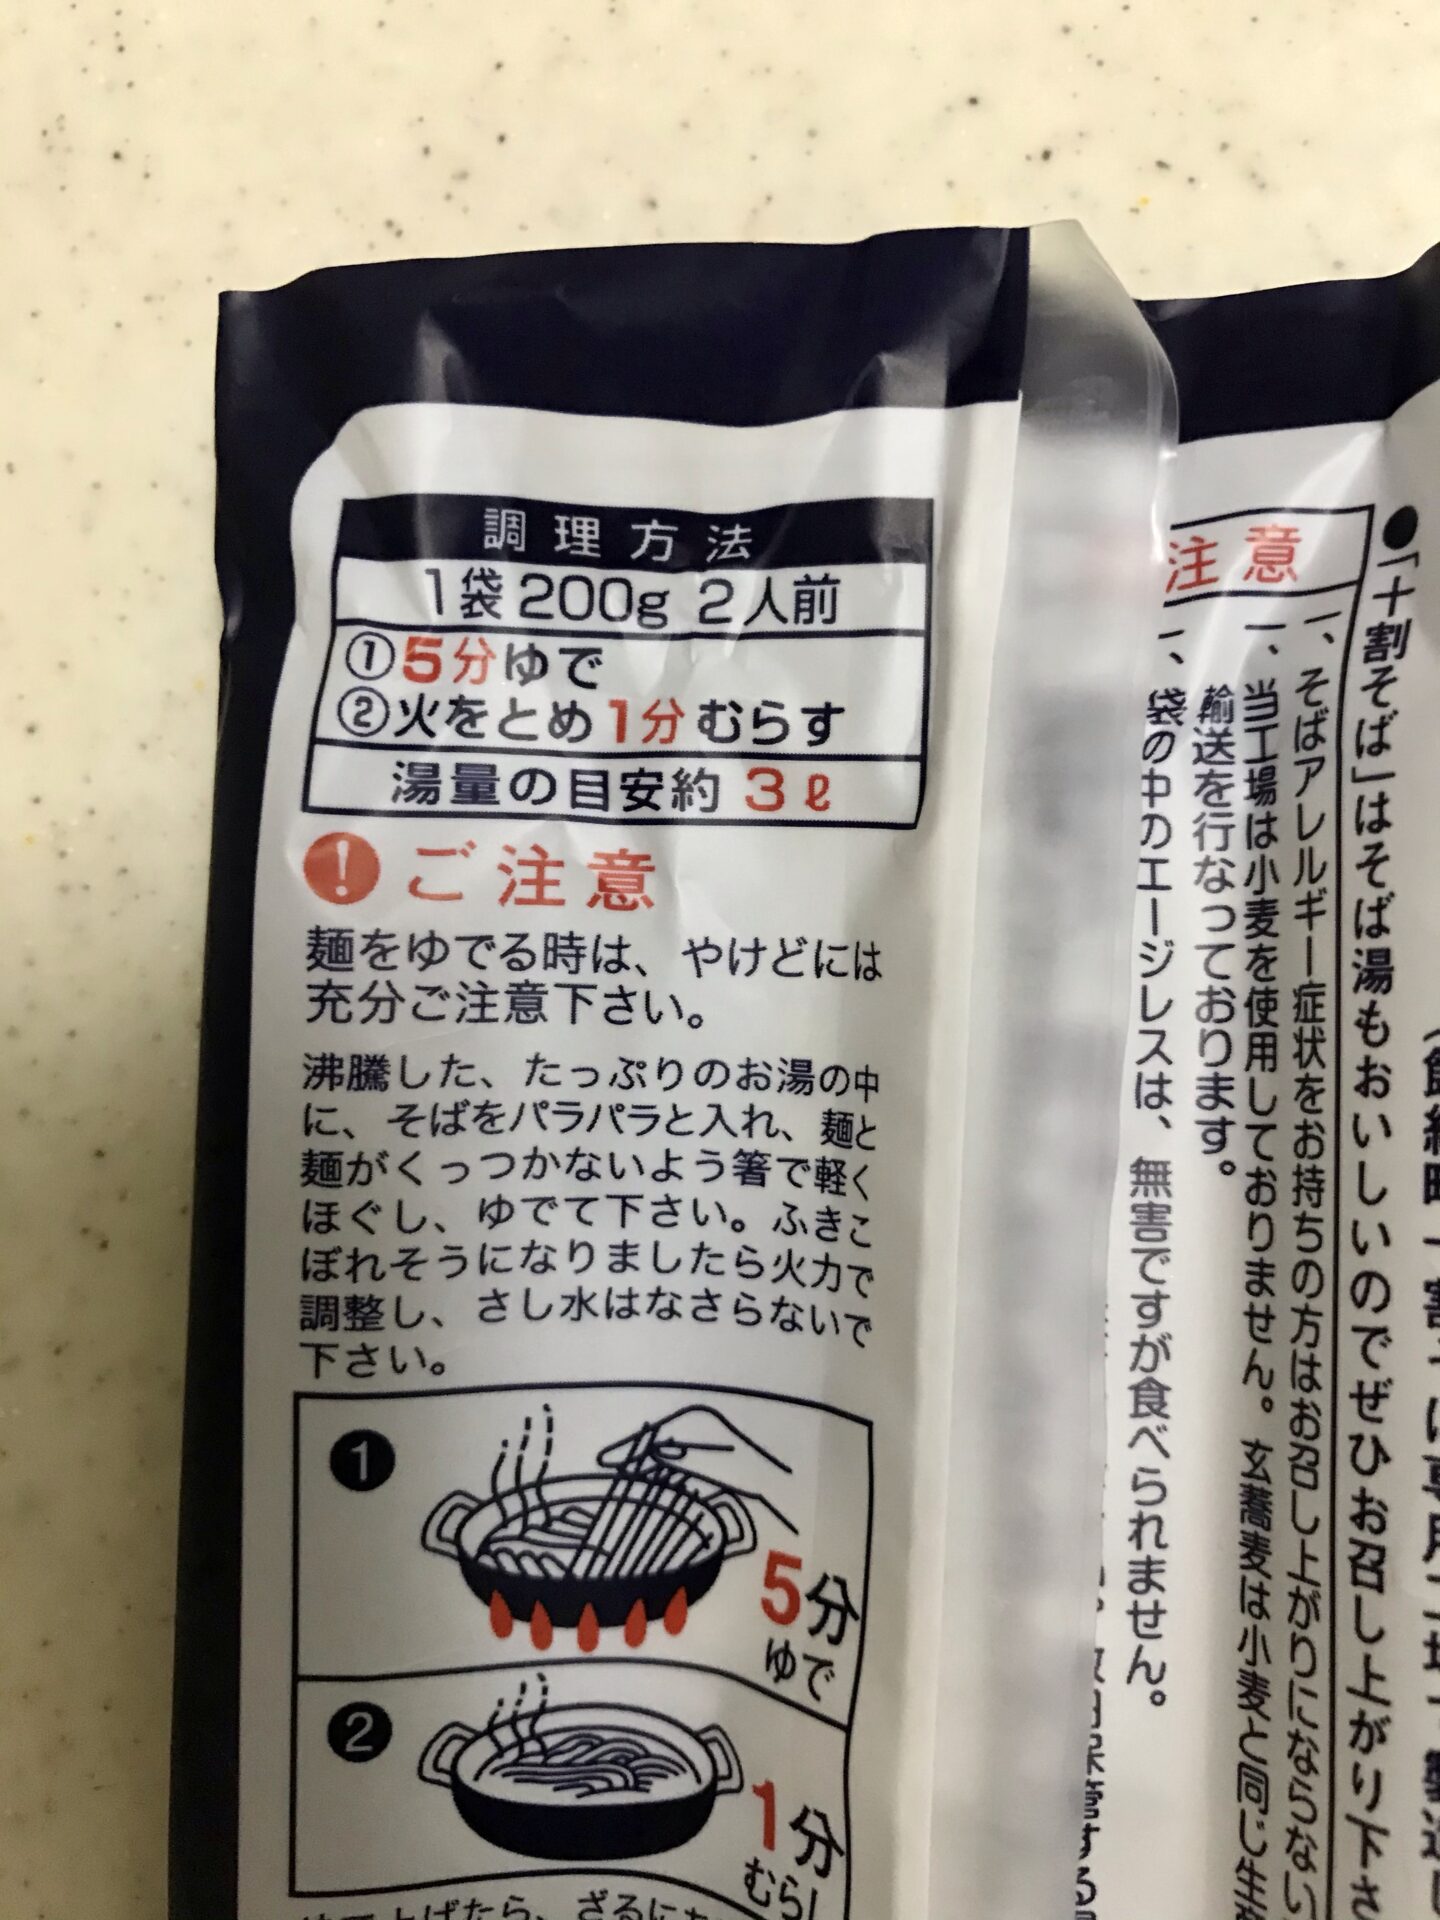 調理方法
1袋200g 2人前
①5分ゆで
②火をとめ1分むらす
湯量の目安約3ℓ
! ご注意
麺をゆでる時は、やけどには
充分ご注意下さい。
沸騰した、たっぷりのお湯の中
に、そばをパラパラと入れ、麺と
麺がくっつかないよう箸で軽く
ほぐし、ゆでて下さい。ふきこ
ぼれそうになりましたら火力で
調整し、さし水はなさらないで
下さい。
1
5分
ゆで
2
1分
むらし
ざるに
●「十割そば」はそば湯もおいしいのでぜひお召し上がり下さ
注意
一、そばアレルギー症状をお持ちの方はお召し上がりにならない
一、当工場は小麦を使用しておりません。玄蕎麦は小麦と同じ
輸送を行なっております。
一、袋の中のエージレスは、無害ですが食べられません。